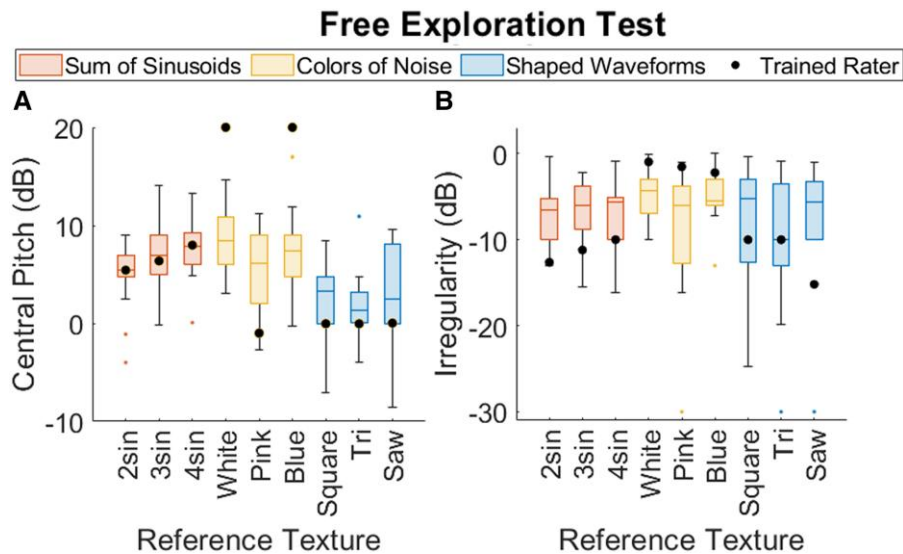 Free Exploration Test
Sum of Sinusoids Colors of Noise Shaped Waveforms Trained Rater
A
Central Pitch (dB)
20
10
0
-10
2sin 3sin 4sin White Pink Blue Square Tri Saw
Reference Texture
B
Irregularity (dB)
0
-10
-20
-30
2sin 3sin 4sin White Pink Blue Square Tri Saw
Reference Texture